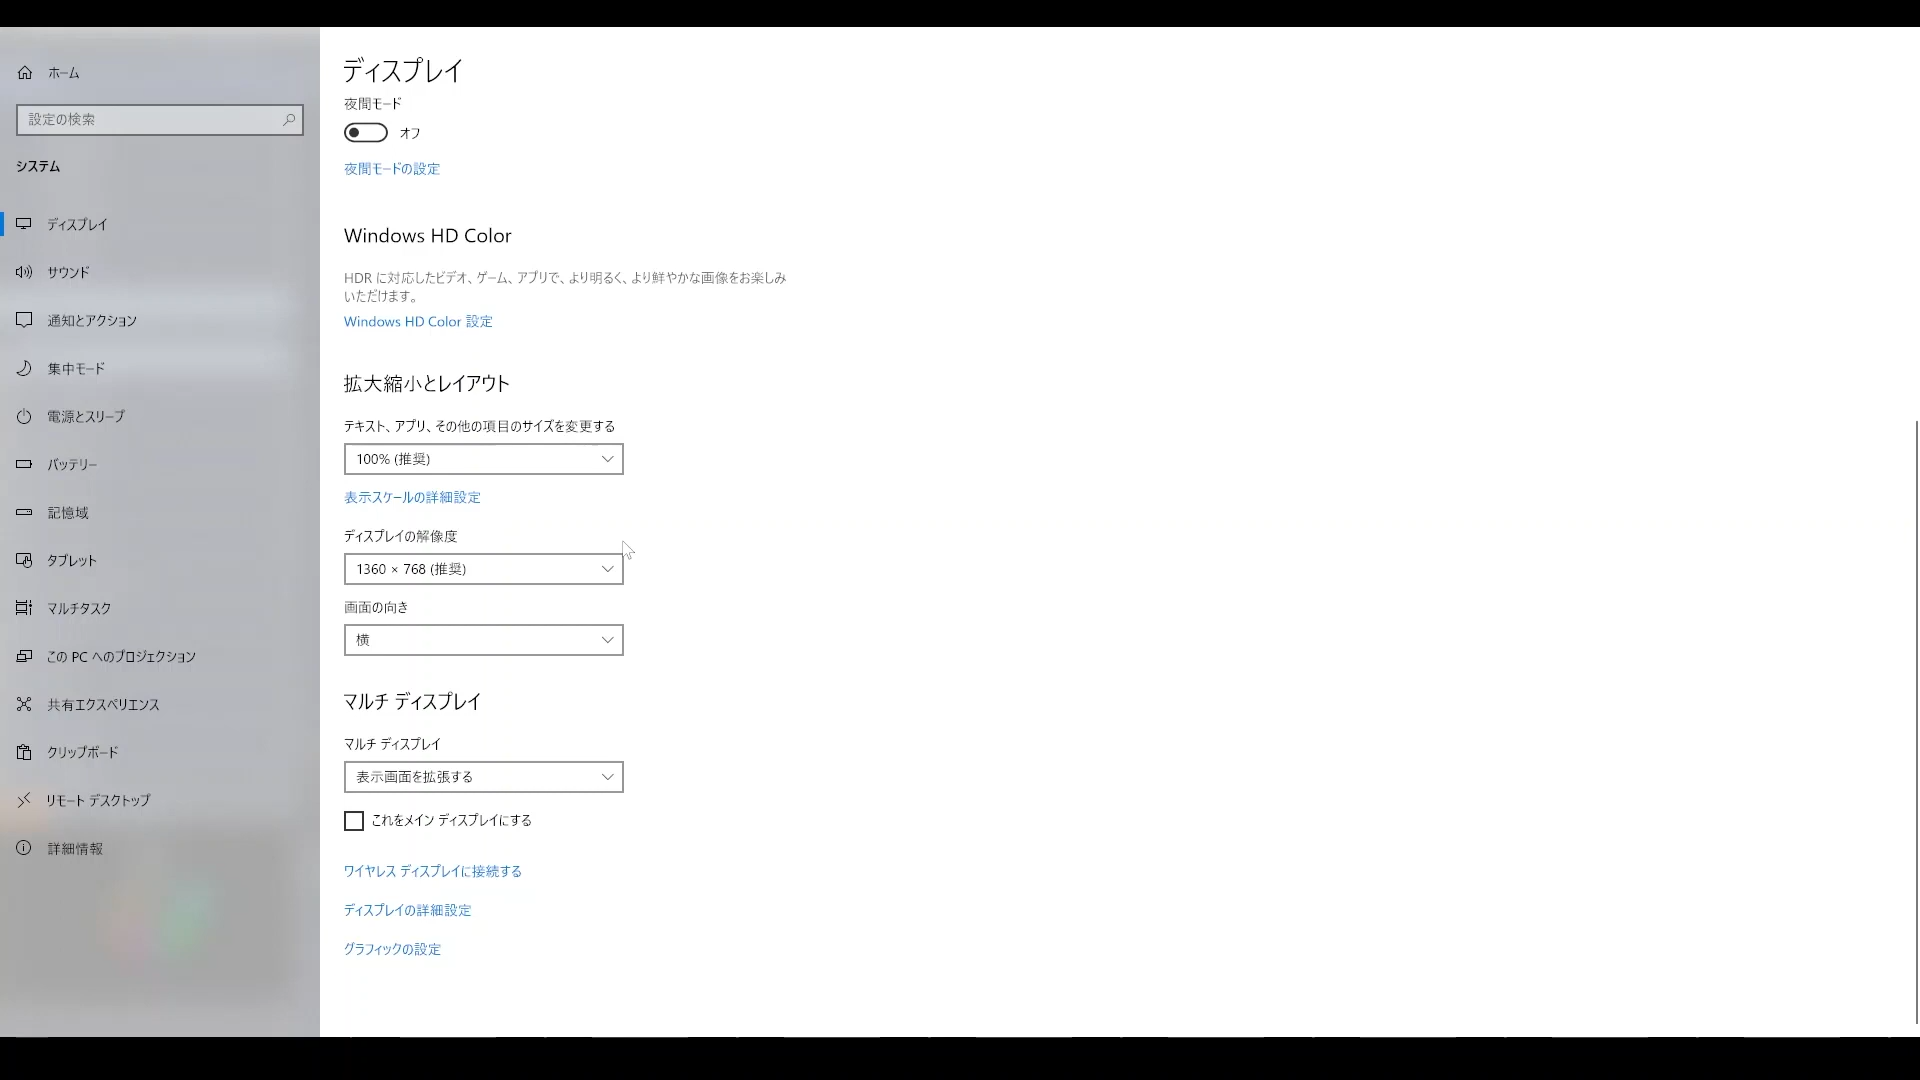 ホーム
設定の検索
システム
ディスプレイ
サウンド
通知とアクション
集中モード
電源とスリープ
バッテリー
記憶域
タブレット
マルチタスク
この PC へのプロジェクション
共有エクスペリエンス
クリップボード
リモート デスクトップ
詳細情報
ディスプレイ
夜間モード
オフ
夜間モードの設定
Windows HD Color
HDR に対応したビデオ、ゲーム、アプリで、より明るく、より鮮やかな画像をお楽しみ
いただけます。
Windows HD Color 設定
拡大縮小とレイアウト
テキスト、アプリ、その他の項目のサイズを変更する
100% (推奨)
表示スケールの詳細設定
ディスプレイの解像度
1360 × 768 (推奨)
画面の向き
横
マルチ ディスプレイ
マルチ ディスプレイ
表示画面を拡張する
これをメイン ディスプレイにする
ワイヤレス ディスプレイに接続する
ディスプレイの詳細設定
グラフィックの設定